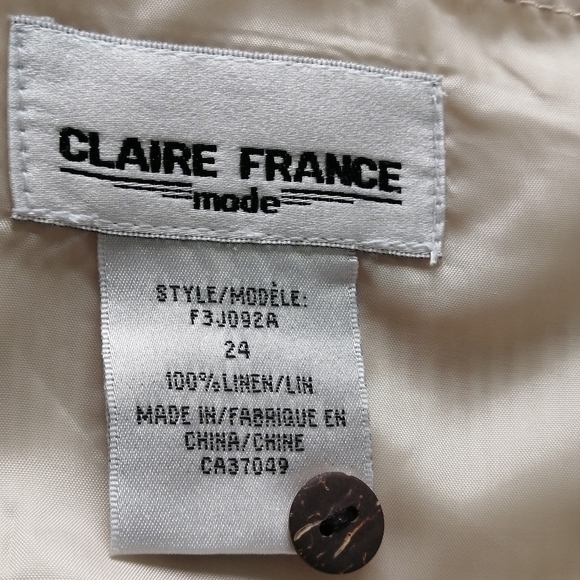 CLAIRE FRANCE
mode
STYLE/MODÈLE:
F3J092A
24
100%LINEN/LIN
MADE IN/FABRIQUE EN
CHINA/CHINE
CA37049